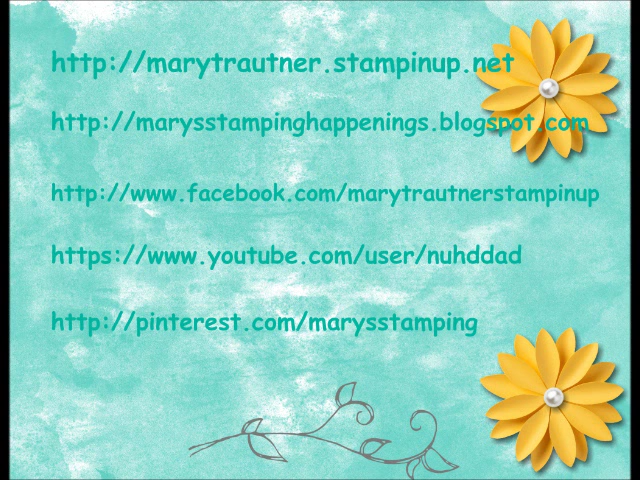 http://marytrautner.stampinup.net
http://marysstampinghappenings.blogspot.com
http://www.facebook.com/marytrautnerstampinup
https://www.youtube.com/user/nuhddad
http://pinterest.com/marysstamping